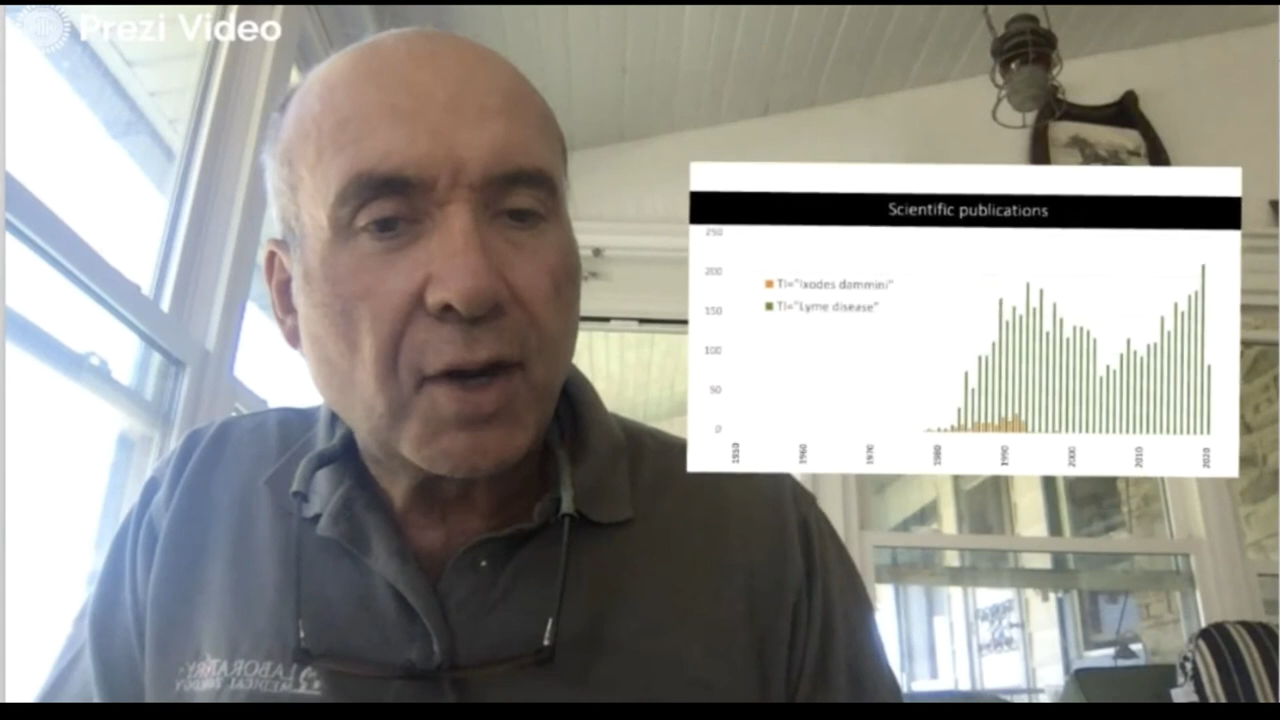 Prezi Video
Scientific publications
250
200
150
100
50
0
TI="Ixodes dammini"
TI="Lyme disease"
1950
1960
1970
1980
1990
2000
2010
2020
LABORATORY
MEDICAL